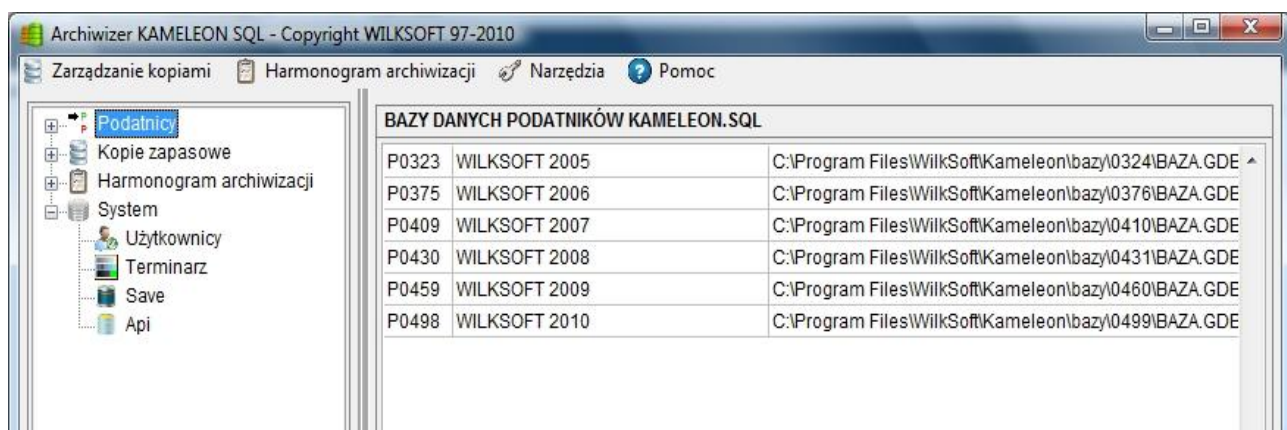 Archiwizer KAMELEON SQL - Copyright WILKSOFT 97-2010
Zarządzanie kopiami Harmonogram archiwizacji Narzędzia Pomoc
Podatnicy
Kopie zapasowe
Harmonogram archiwizacji
System
Użytkownicy
Terminarz
Save
Api
BAZY DANYCH PODATNIKÓW KAMELEON.SQL
P0323 WILKSOFT 2005 C:\Program Files\WilkSoft\Kameleon\bazy\0324\BAZA.GDE
P0375 WILKSOFT 2006 C:\Program Files\WilkSoft\Kameleon\bazy\0376\BAZA.GDE
P0409 WILKSOFT 2007 C:\Program Files\WilkSoft\Kameleon\bazy\0410\BAZA.GDE
P0430 WILKSOFT 2008 C:\Program Files\WilkSoft\Kameleon\bazy\0431\BAZA.GDE
P0459 WILKSOFT 2009 C:\Program Files\WilkSoft\Kameleon\bazy\0460\BAZA.GDE
P0498 WILKSOFT 2010 C:\Program Files\WilkSoft\Kameleon\bazy\0499\BAZA.GDE